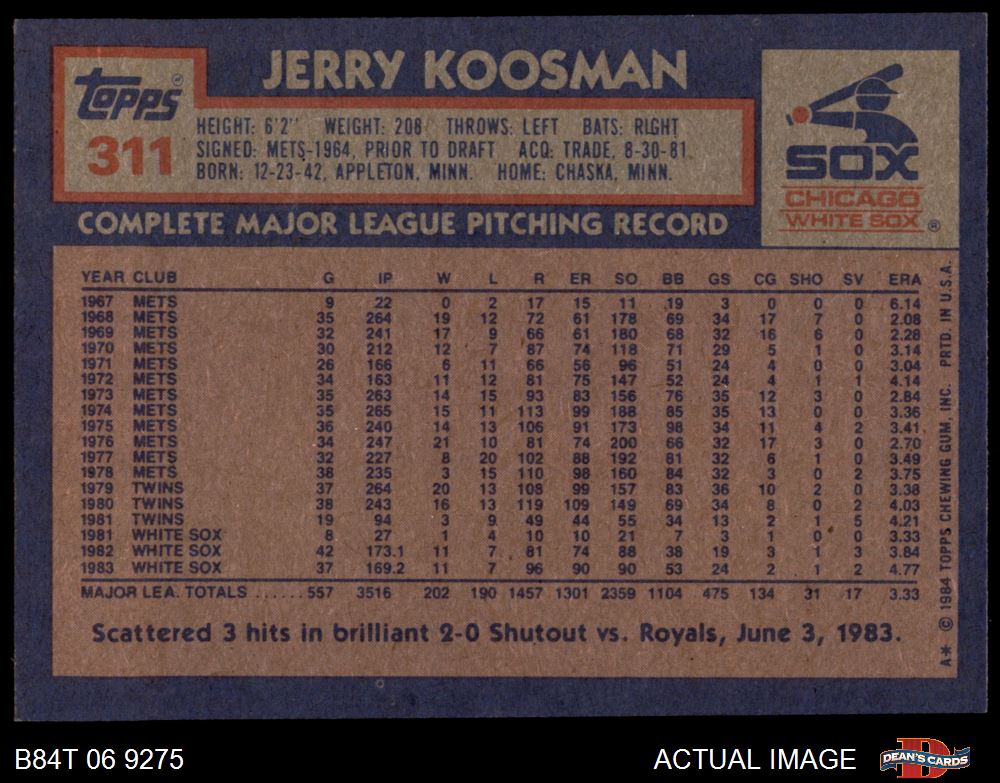 JERRY KOOSMAN
Topps ®
311
HEIGHT: 6'2" WEIGHT: 208 THROWS: LEFT BATS: RIGHT
SIGNED: METS-1964, PRIOR TO DRAFT ACQ: TRADE, 8-30-81
BORN: 12-23-42, APPLETON, MINN. HOME: CHASKA, MINN.
SOX
CHICAGO
WHITE SOX ®
COMPLETE MAJOR LEAGUE PITCHING RECORD
YEAR CLUB G IP W L R ER SO BB GS CG SHO SV ERA
1967 METS 9 22 0 2 17 15 11 19 3 0 0 0 6.14
1968 METS 35 264 19 12 72 61 178 69 34 17 7 0 2.08
1969 METS 32 241 17 9 66 61 180 68 32 16 6 0 2.28
1970 METS 30 212 12 7 87 74 118 71 29 5 1 0 3.14
1971 METS 26 166 6 11 66 56 96 51 24 4 0 0 3.04
1972 METS 34 163 11 12 81 75 147 52 24 4 1 1 4.14
1973 METS 35 263 14 15 93 83 156 76 35 12 3 0 2.84
1974 METS 35 265 15 11 113 99 188 85 35 13 0 0 3.36
1975 METS 36 240 14 13 106 91 173 98 34 11 4 2 3.41
1976 METS 34 247 21 10 81 74 200 66 32 17 3 0 2.70
1977 METS 32 227 8 20 102 88 192 81 32 6 1 0 3.49
1978 METS 38 235 3 15 110 98 160 84 32 3 0 2 3.75
1979 TWINS 37 264 20 13 108 99 157 83 36 10 2 0 3.38
1980 TWINS 38 243 16 13 119 109 149 69 34 8 0 2 4.03
1981 TWINS 19 94 3 9 49 44 55 34 13 2 1 5 4.21
1981 WHITE SOX 8 27 1 4 10 10 21 7 3 1 0 0 3.33
1982 WHITE SOX 42 173.1 11 7 81 74 88 38 19 3 1 3 3.84
1983 WHITE SOX 37 169.2 11 7 96 90 90 53 24 2 1 2 4.77
MAJOR LEA. TOTALS ...... 557 3516 202 190 1457 1301 2359 1104 475 134 31 17 3.33
Scattered 3 hits in brilliant 2-0 Shutout vs. Royals, June 3, 1983.
A* © 1984 TOPPS CHEWING GUM, INC. PRTD. IN U.S.A.
B84T 06 9275
ACTUAL IMAGE
DEAN'S CARDS